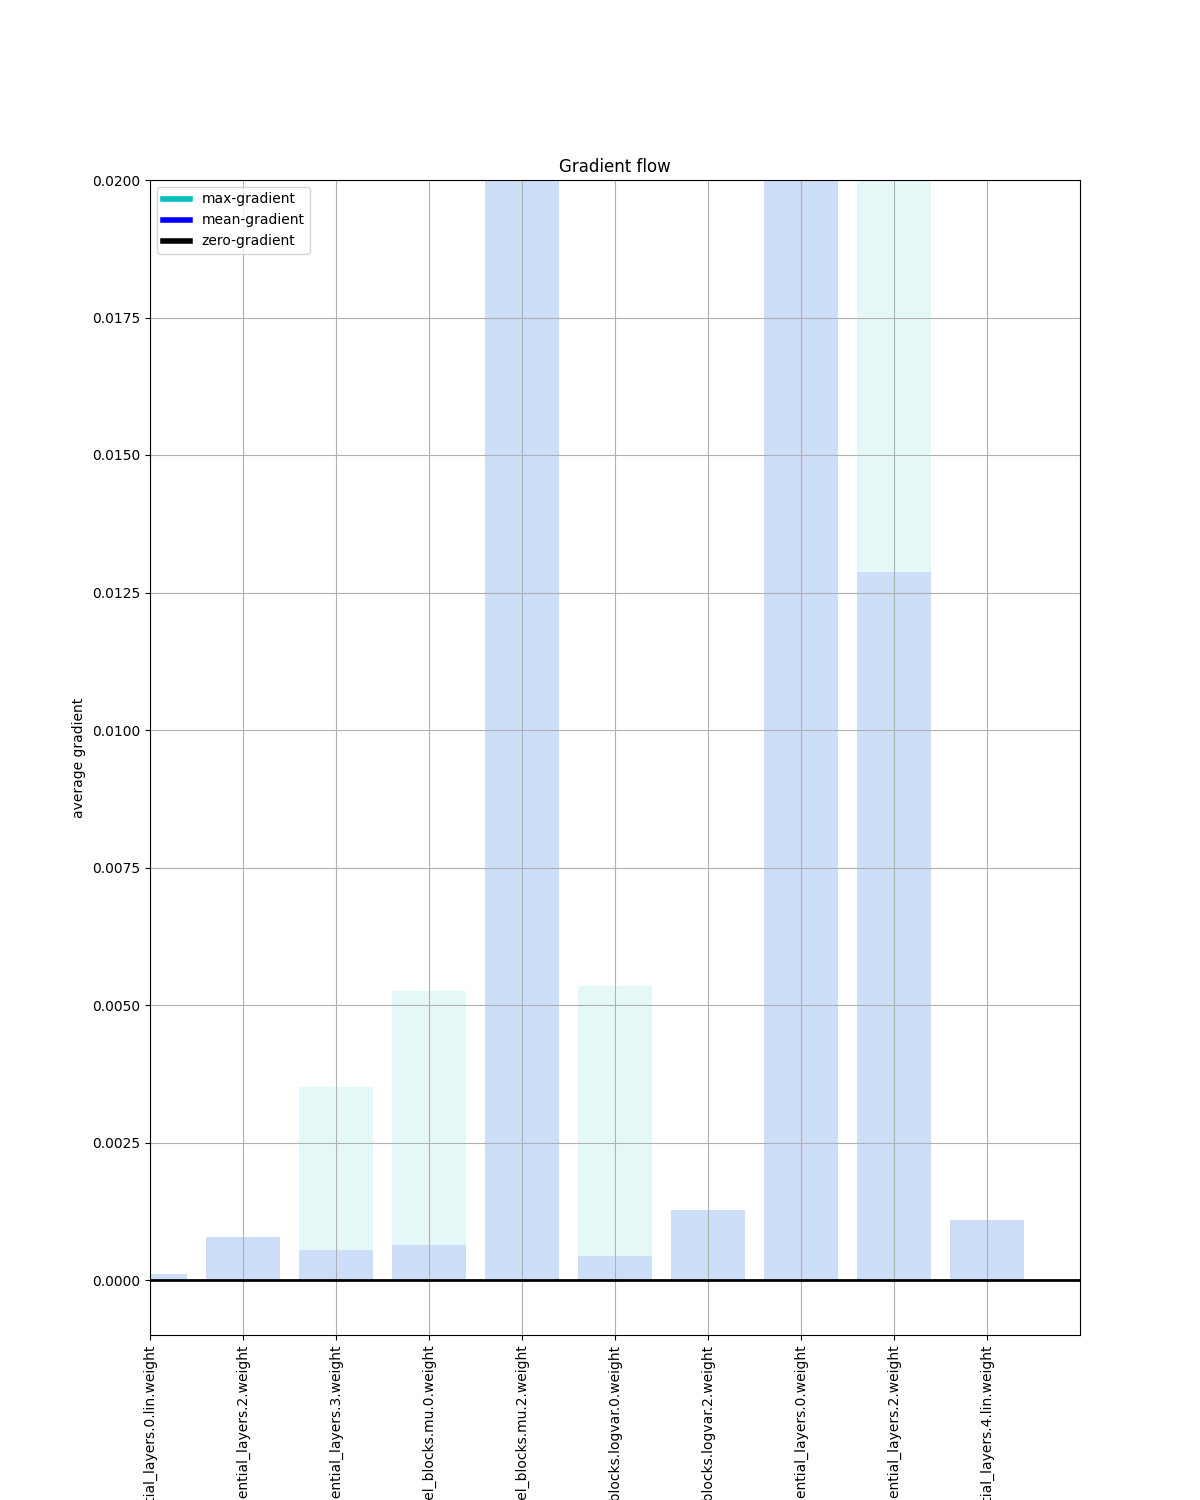 Gradient flow
max-gradient
mean-gradient
zero-gradient
0.0200
0.0175
0.0150
0.0125
0.0100
0.0075
0.0050
0.0025
0.0000
average gradient
tial_layers.0.lin.weight
ential_layers.2.weight
ential_layers.3.weight
el_blocks.mu.0.weight
el_blocks.mu.2.weight
blocks.logvar.0.weight
blocks.logvar.2.weight
ential_layers.0.weight
ential_layers.2.weight
tial_layers.4.lin.weight